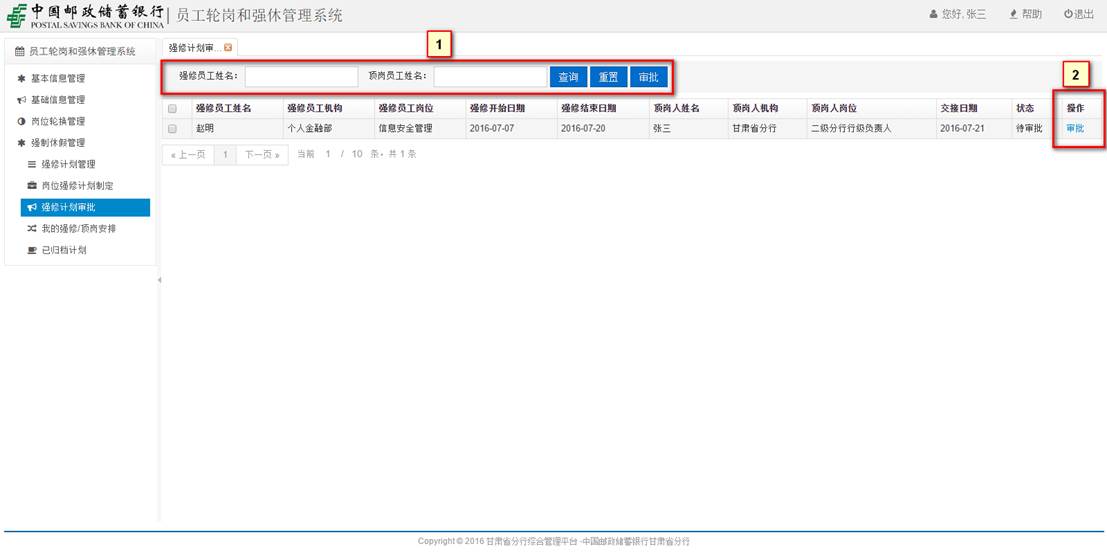 中国邮政储蓄银行 员工轮岗和强休管理系统 您好, 张三 帮助 退出
POSTAL SAVINGS BANK OF CHINA
员工轮岗和强休管理系统
基本信息管理
基础信息管理
岗位轮换管理
强制休假管理
强修计划管理
岗位强修计划制定
强修计划审批
我的强修/顶岗安排
已归档计划
强修计划审...
1
强修员工姓名: 顶岗员工姓名: 查询 重置 审批
2
强修员工姓名 强修员工机构 强修员工岗位 强修开始日期 强修结束日期 顶岗人姓名 顶岗人机构 顶岗人岗位 交接日期 状态 操作
赵明 个人金融部 信息安全管理 2016-07-07 2016-07-20 张三 甘肃省分行 二级分行行级负责人 2016-07-21 待审批 审批
« 上一页 1 下一页 » 当前 1 / 10 条, 共 1 条
Copyright © 2016 甘肃省分行综合管理平台 -中国邮政储蓄银行甘肃省分行